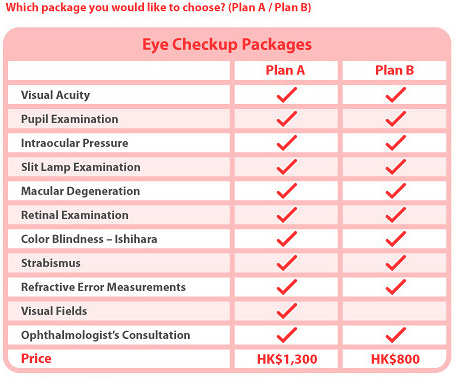 Which package you would like to choose? (Plan A / Plan B)
Eye Checkup Packages
Plan A Plan B
Visual Acuity ✓ ✓
Pupil Examination ✓ ✓
Intraocular Pressure ✓ ✓
Slit Lamp Examination ✓ ✓
Macular Degeneration ✓ ✓
Retinal Examination ✓ ✓
Color Blindness – Ishihara ✓ ✓
Strabismus ✓ ✓
Refractive Error Measurements ✓ ✓
Visual Fields ✓
Ophthalmologist's Consultation ✓ ✓
Price HK$1,300 HK$800